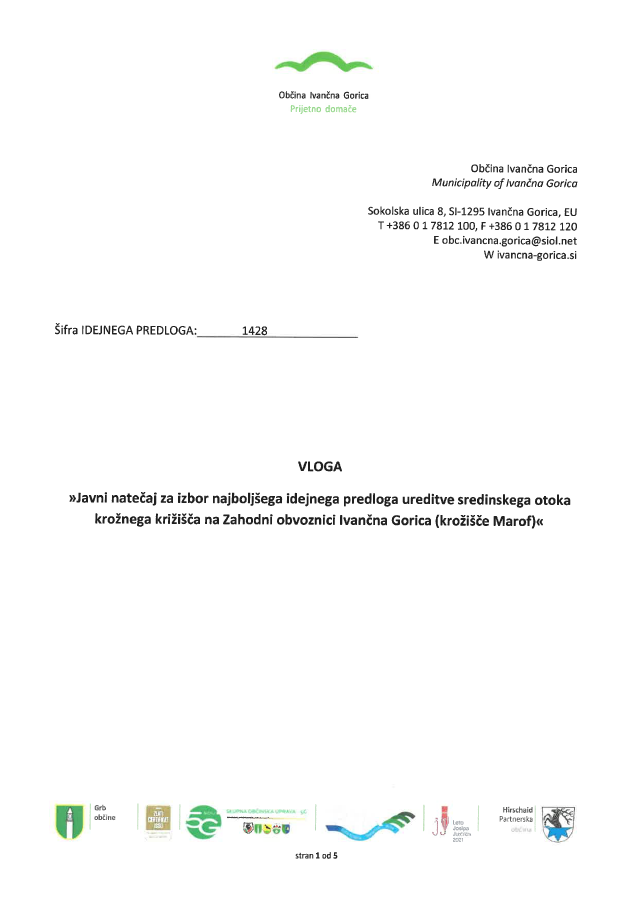 Občina Ivančna Gorica
Prijetno domače
Občina Ivančna Gorica
Municipality of Ivančna Gorica
Sokolska ulica 8, SI-1295 Ivančna Gorica, EU
T +386 0 1 7812 100, F +386 0 1 7812 120
E obc.ivancna.gorica@siol.net
W ivancna-gorica.si
Šifra IDEJNEGA PREDLOGA: 1428
VLOGA
»Javni natečaj za izbor najboljšega idejnega predloga ureditve sredinskega otoka
krožnega križišča na Zahodni obvoznici Ivančna Gorica (krožišče Marof)«
Grb
občine
ZLATI
CERTIFIKAT
SKUPNA OBČINSKA UPRAVA
Leto
Josipa
Jurčiča
2021
Hirschaid
Partnerska
občina
stran 1 od 5